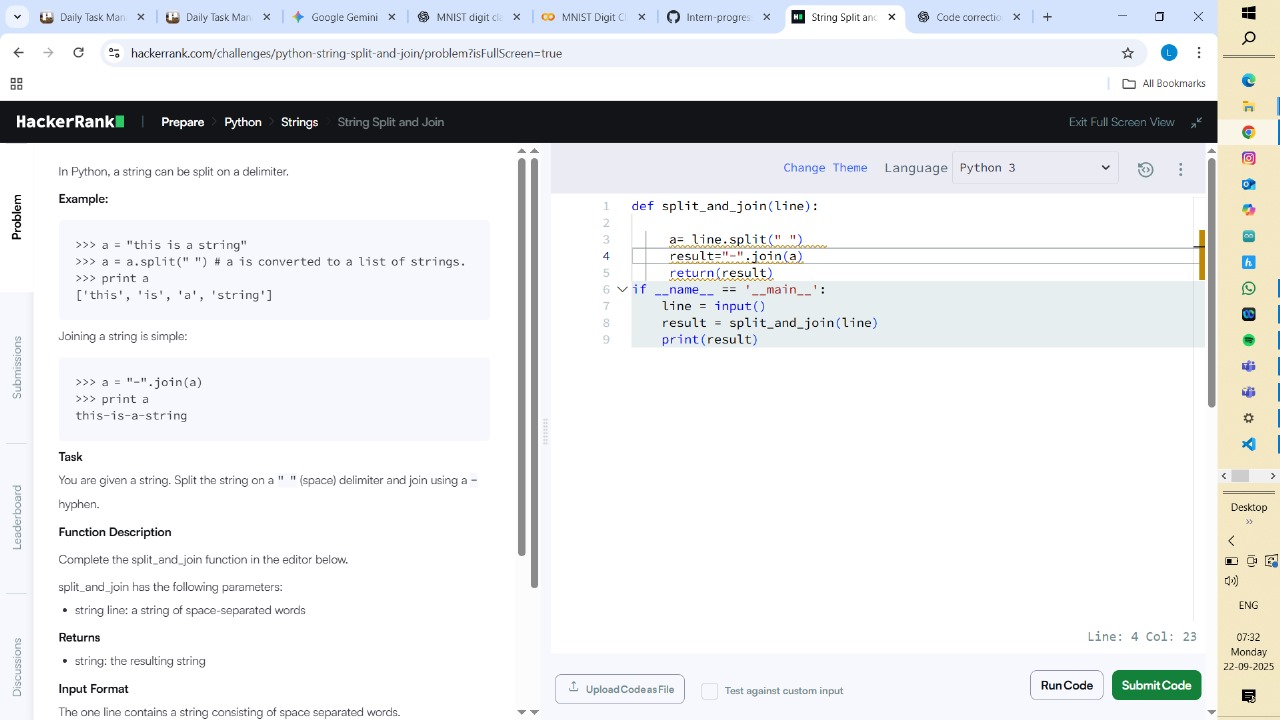 Daily Task Man
Daily Task Man
Google Gemini
MNIST digit cla
MNIST Digit Cl
Intern-progres
String Split and
Code correction
hackerrank.com/challenges/python-string-split-and-join/problem?isFullScreen=true
L
All Bookmarks
HackerRank
Prepare
Python
Strings
String Split and Join
Exit Full Screen View
Problem
Submissions
Leaderboard
Discussions
In Python, a string can be split on a delimiter.
Example:
>>> a = "this is a string"
>>> a = a.split(" ") # a is converted to a list of strings.
>>> print a
['this', 'is', 'a', 'string']
Joining a string is simple:
>>> a = "-".join(a)
>>> print a
this-is-a-string
Task
You are given a string. Split the string on a " " (space) delimiter and join using a -
hyphen.
Function Description
Complete the split_and_join function in the editor below.
split_and_join has the following parameters:
• string line: a string of space-separated words
Returns
• string: the resulting string
Input Format
The one line contains a string consisting of space separated words.
Change Theme Language Python 3
1 def split_and_join(line):
2
3 a= line.split(" ")
4 result="-".join(a)
5 return(result)
6 if __name__ == '__main__':
7 line = input()
8 result = split_and_join(line)
9 print(result)
Line: 4 Col: 23
Upload Code as File
Test against custom input
Run Code
Submit Code
Desktop
ENG
07:32
Monday
22-09-2025